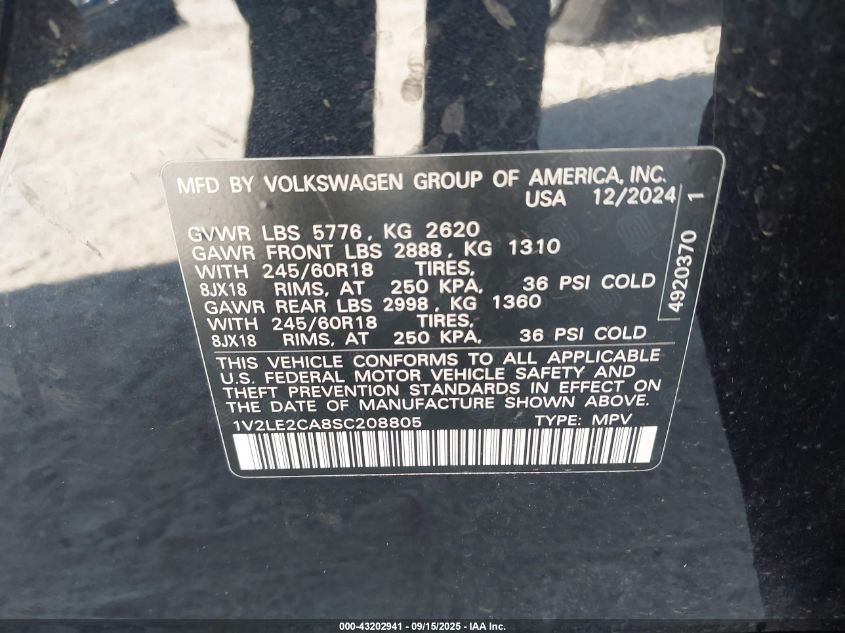 MFD BY VOLKSWAGEN GROUP OF AMERICA, INC.
USA 12/2024
GVWR LBS 5776, KG 2620
GAWR FRONT LBS 2888, KG 1310
WITH 245/60R18 TIRES,
8JX18 RIMS, AT 250 KPA, 36 PSI COLD
GAWR REAR LBS 2998, KG 1360
WITH 245/60R18 TIRES,
8JX18 RIMS, AT 250 KPA, 36 PSI COLD
THIS VEHICLE CONFORMS TO ALL APPLICABLE
U.S. FEDERAL MOTOR VEHICLE SAFETY AND
THEFT PREVENTION STANDARDS IN EFFECT ON
THE DATE OF MANUFACTURE SHOWN ABOVE.
1V2LE2CA8SC208805 TYPE: MPV
4920370 1
000-43202941 - 09/15/2025 - IAA Inc.